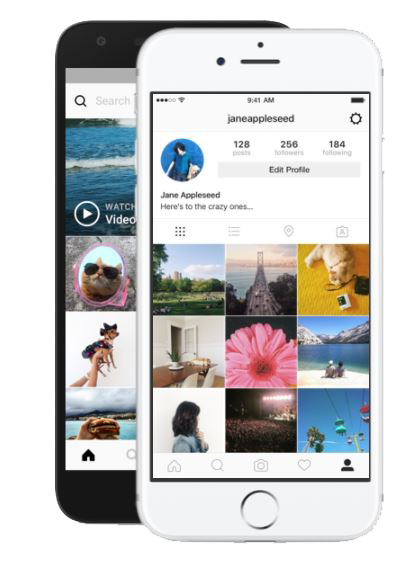 Search
WATCH
Video
9:41 AM
janeappleseed
128
256
184
posts
followers
following
Edit Profile
Jane Appleseed
Here's to the crazy ones...